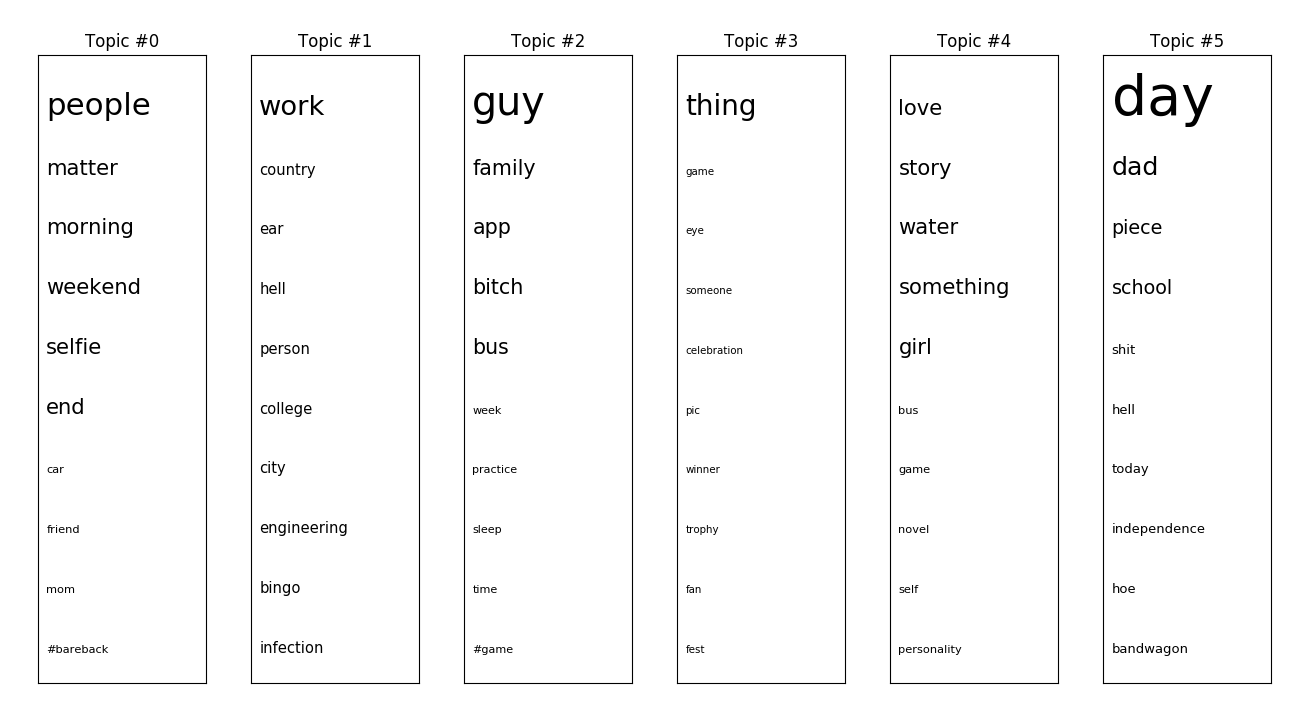 Topic #0
people
matter
morning
weekend
selfie
end
car
friend
mom
#bareback
Topic #1
work
country
ear
hell
person
college
city
engineering
bingo
infection
Topic #2
guy
family
app
bitch
bus
week
practice
sleep
time
#game
Topic #3
thing
game
eye
someone
celebration
pic
winner
trophy
fan
fest
Topic #4
love
story
water
something
girl
bus
game
novel
self
personality
Topic #5
day
dad
piece
school
shit
hell
today
independence
hoe
bandwagon